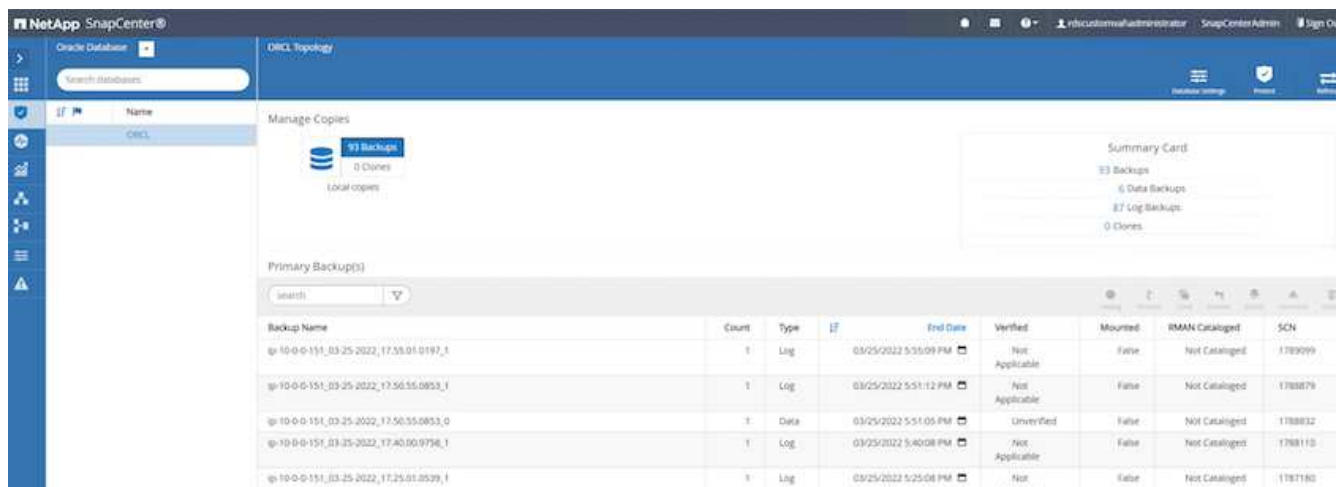 NetApp SnapCenter®
rdscustomval\administrator SnapCenterAdmin Sign Ou
Oracle Database
ORCL Topology
Search databases
Database Settings Protect Refresh
Name
ORCL
Manage Copies
93 Backups
0 Clones
Local copies
Summary Card
93 Backups
6 Data Backups
87 Log Backups
0 Clones
Primary Backup(s)
search
Backup Name Count Type End Date Verified Mounted RMAN Cataloged SCN
ip-10-0-0-151_03-25-2022_17.55.01.0197_1 1 Log 03/25/2022 5:55:09 PM Not Applicable False Not Cataloged 1789099
ip-10-0-0-151_03-25-2022_17.50.55.0853_1 1 Log 03/25/2022 5:51:12 PM Not Applicable False Not Cataloged 1788879
ip-10-0-0-151_03-25-2022_17.50.55.0853_0 1 Data 03/25/2022 5:51:05 PM Unverified False Not Cataloged 1788832
ip-10-0-0-151_03-25-2022_17.40.00.9758_1 1 Log 03/25/2022 5:40:08 PM Not Applicable False Not Cataloged 1788110
ip-10-0-0-151_03-25-2022_17.25.01.0539_1 1 Log 03/25/2022 5:25:08 PM Not False Not Cataloged 1787180